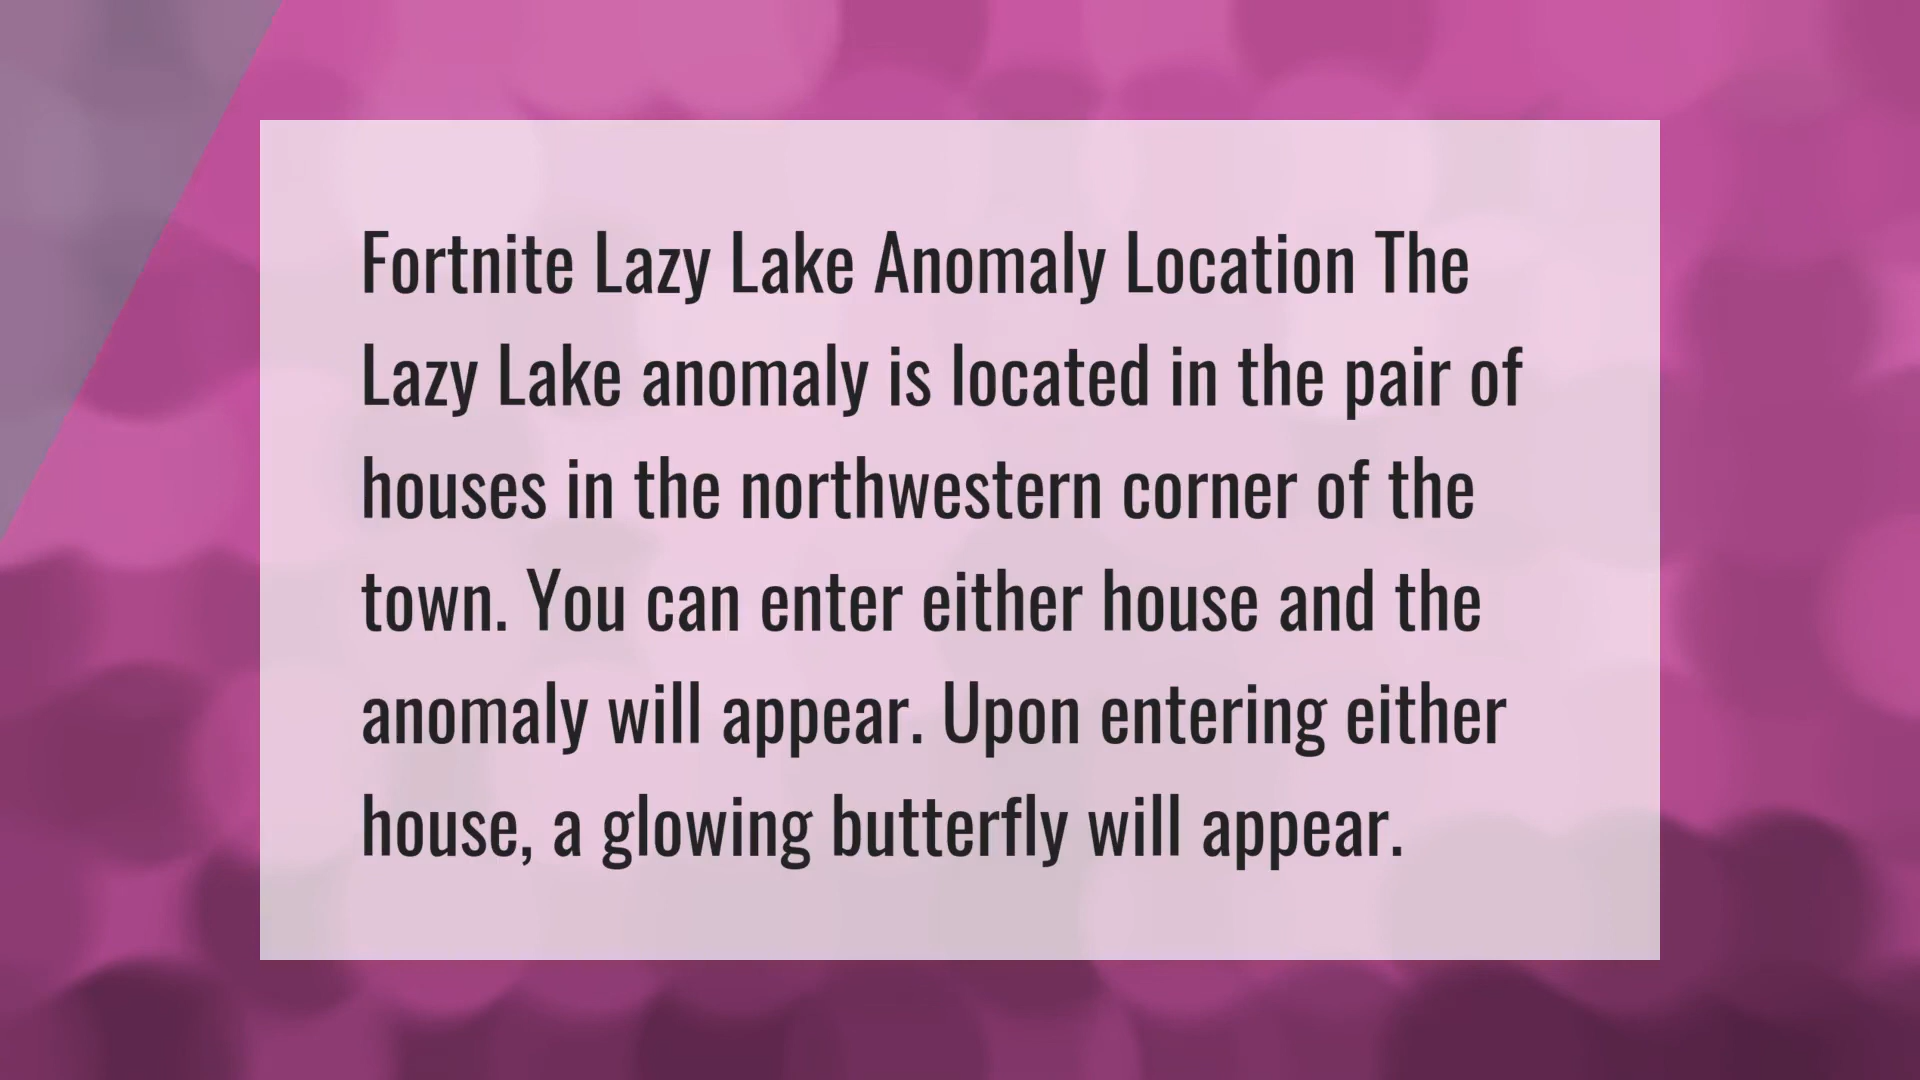 Fortnite Lazy Lake Anomaly Location The
Lazy Lake anomaly is located in the pair of
houses in the northwestern corner of the
town. You can enter either house and the
anomaly will appear. Upon entering either
house, a glowing butterfly will appear.